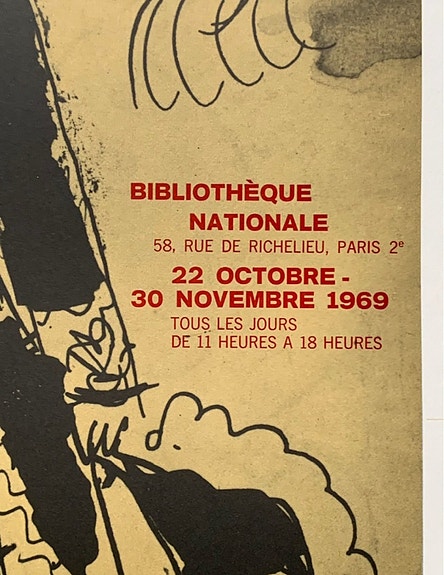 BIBLIOTHÈQUE
NATIONALE
58, RUE DE RICHELIEU, PARIS 2e
22 OCTOBRE -
30 NOVEMBRE 1969
TOUS LES JOURS
DE 11 HEURES A 18 HEURES